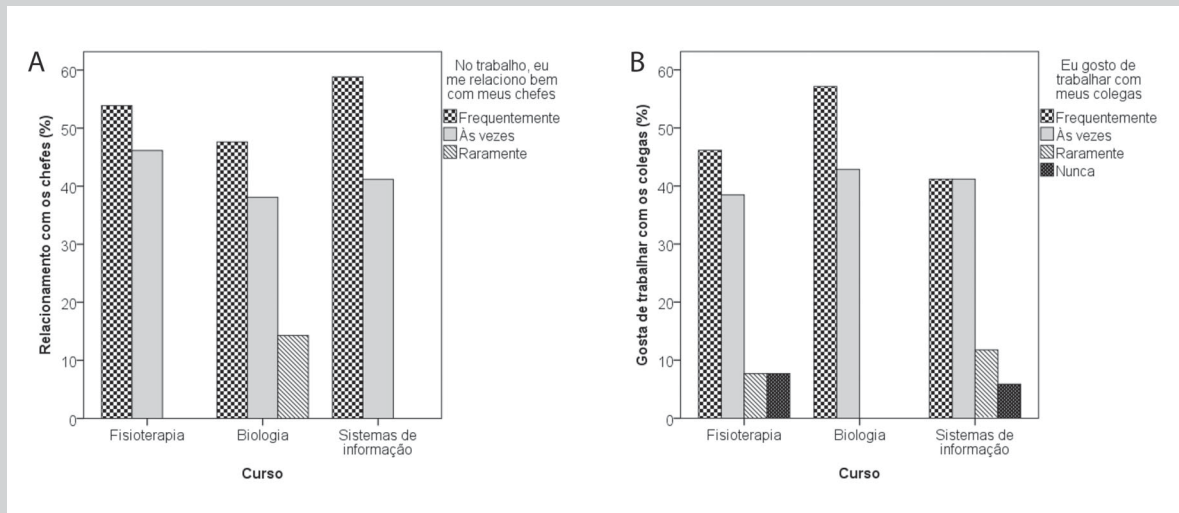 A
Relacionamento com os chefes (%)
60
50
40
30
20
10
0
Fisioterapia
Biologia
Sistemas de
informação
Curso
No trabalho, eu
me relaciono bem
com meus chefes
Frequentemente
Às vezes
Raramente
B
Gosta de trabalhar com os colegas (%)
60
50
40
30
20
10
0
Fisioterapia
Biologia
Sistemas de
informação
Curso
Eu gosto de
trabalhar com
meus colegas
Frequentemente
Às vezes
Raramente
Nunca